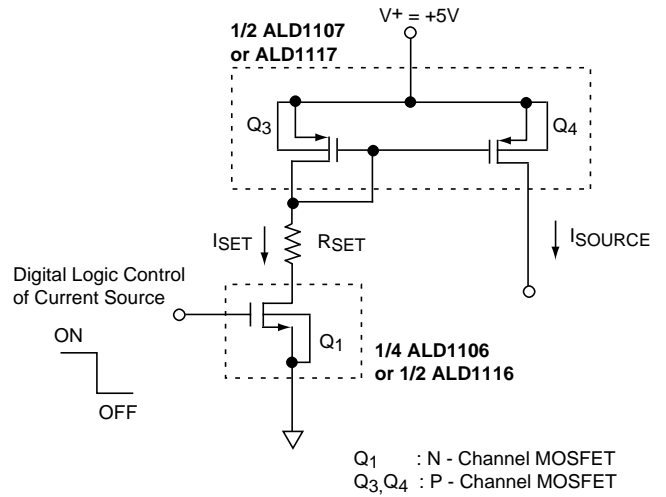 V+ = +5V
1/2 ALD1107
or ALD1117
Q3
Q4
ISET
RSET
ISOURCE
Digital Logic Control
of Current Source
ON
OFF
Q1
1/4 ALD1106
or 1/2 ALD1116
Q1 : N - Channel MOSFET
Q3,Q4 : P - Channel MOSFET